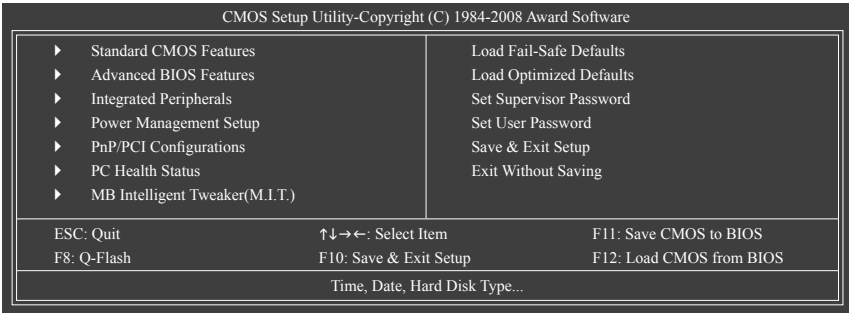 CMOS Setup Utility-Copyright (C) 1984-2008 Award Software
Standard CMOS Features
Advanced BIOS Features
Integrated Peripherals
Power Management Setup
PnP/PCI Configurations
PC Health Status
MB Intelligent Tweaker(M.I.T.)
Load Fail-Safe Defaults
Load Optimized Defaults
Set Supervisor Password
Set User Password
Save & Exit Setup
Exit Without Saving
ESC: Quit ↑↓→←: Select Item F11: Save CMOS to BIOS
F8: Q-Flash F10: Save & Exit Setup F12: Load CMOS from BIOS
Time, Date, Hard Disk Type...